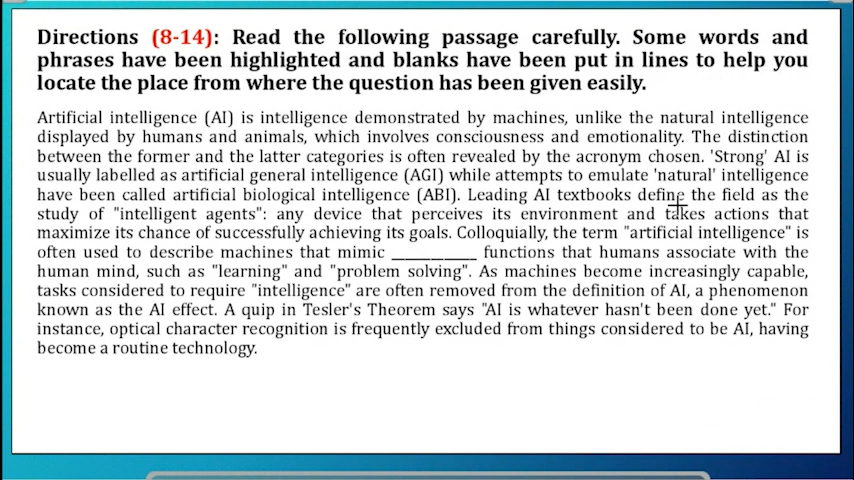 Directions (8-14): Read the following passage carefully. Some words and
phrases have been highlighted and blanks have been put in lines to help you
locate the place from where the question has been given easily.
Artificial intelligence (AI) is intelligence demonstrated by machines, unlike the natural intelligence
displayed by humans and animals, which involves consciousness and emotionality. The distinction
between the former and the latter categories is often revealed by the acronym chosen. 'Strong' AI is
usually labelled as artificial general intelligence (AGI) while attempts to emulate 'natural' intelligence
have been called artificial biological intelligence (ABI). Leading AI textbooks define the field as the
study of "intelligent agents": any device that perceives its environment and takes actions that
maximize its chance of successfully achieving its goals. Colloquially, the term "artificial intelligence" is
often used to describe machines that mimic ____________ functions that humans associate with the
human mind, such as "learning" and "problem solving". As machines become increasingly capable,
tasks considered to require "intelligence" are often removed from the definition of AI, a phenomenon
known as the AI effect. A quip in Tesler's Theorem says "AI is whatever hasn't been done yet." For
instance, optical character recognition is frequently excluded from things considered to be AI, having
become a routine technology.